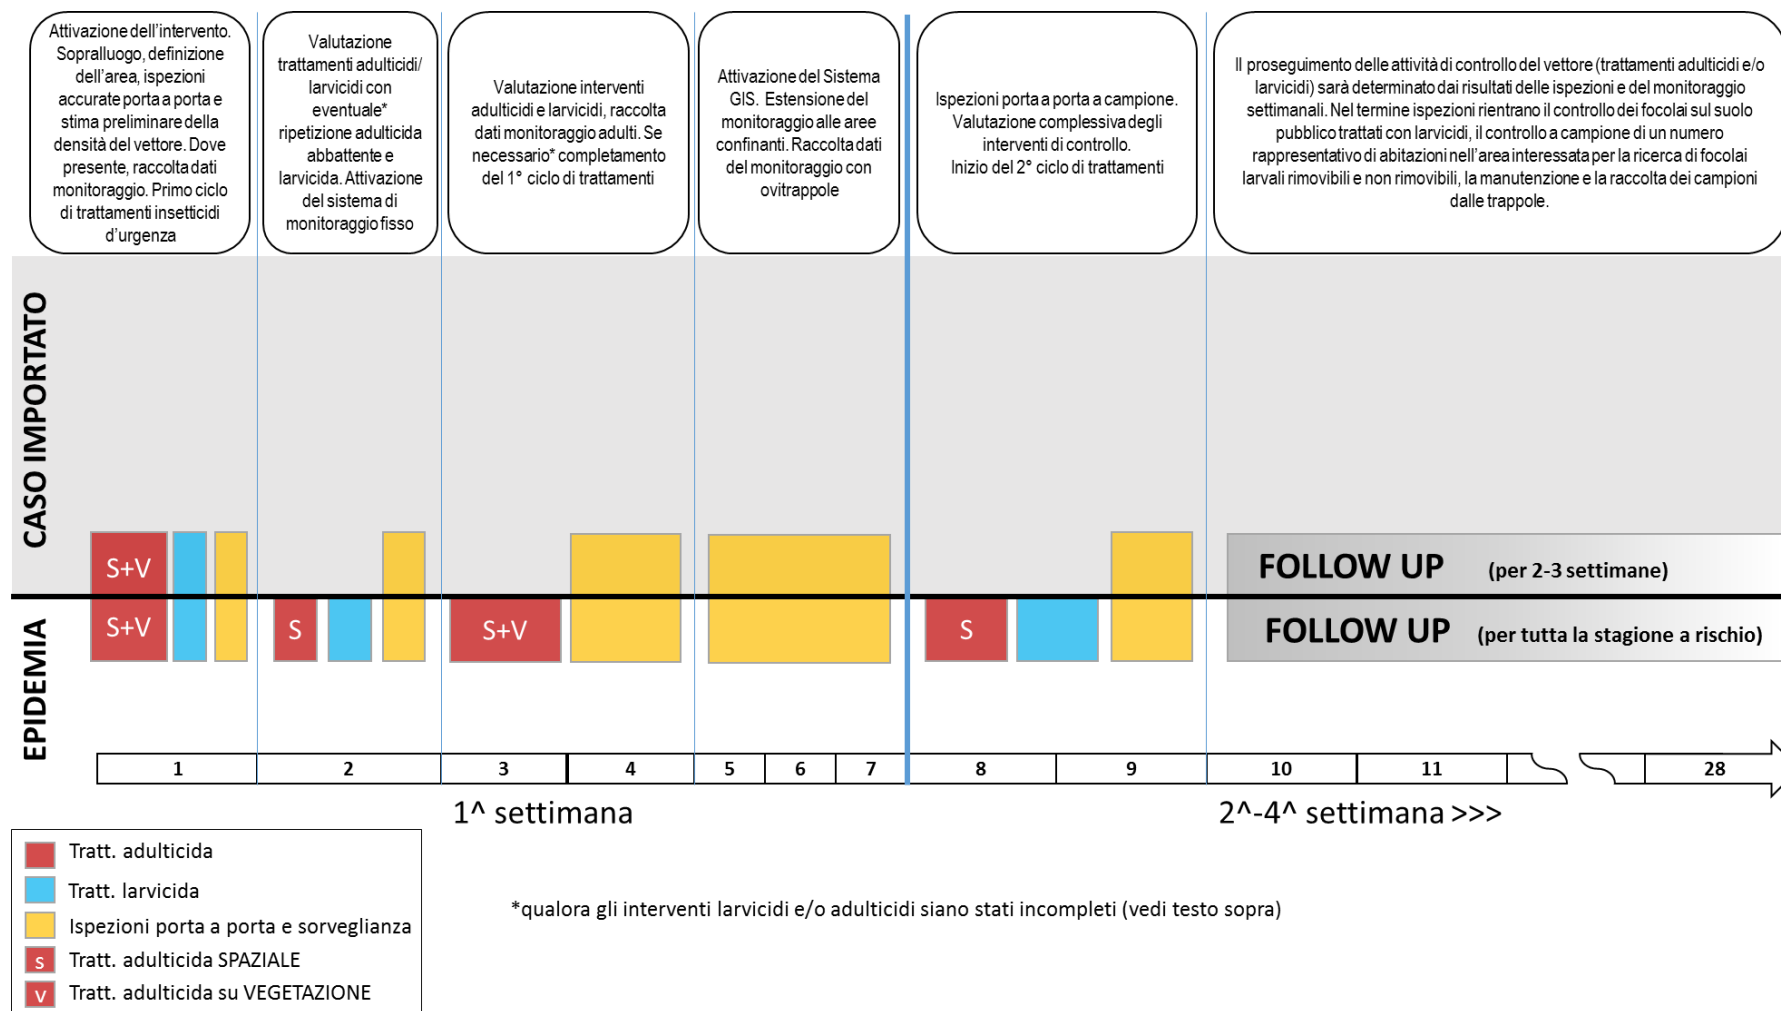 Attivazione dell'intervento.
Sopralluogo, definizione
dell'area, ispezioni
accurate porta a porta e
stima preliminare della
densità del vettore. Dove
presente, raccolta dati
monitoraggio. Primo ciclo
di trattamenti insetticidi
d'urgenza
Valutazione
trattamenti adulticidi/
larvicidi con
eventuale*
ripetizione adulticida
abbattente e
larvicida. Attivazione
del sistema di
monitoraggio fisso
Valutazione interventi
adulticidi e larvicidi, raccolta
dati monitoraggio adulti. Se
necessario* completamento
del 1° ciclo di trattamenti
Attivazione del Sistema
GIS. Estensione del
monitoraggio alle aree
confinanti. Raccolta dati
del monitoraggio con
ovitrappole
Ispezioni porta a porta a campione.
Valutazione complessiva degli
interventi di controllo.
Inizio del 2° ciclo di trattamenti
Il proseguimento delle attività di controllo del vettore (trattamenti adulticidi e/o
larvicidi) sarà determinato dai risultati delle ispezioni e del monitoraggio
settimanali. Nel termine ispezioni rientrano il controllo dei focolai sul suolo
pubblico trattati con larvicidi, il controllo a campione di un numero
rappresentativo di abitazioni nell'area interessata per la ricerca di focolai
larvali rimovibili e non rimovibili, la manutenzione e la raccolta dei campioni
dalle trappole.
CASO IMPORTATO
S+V
FOLLOW UP (per 2-3 settimane)
EPIDEMIA
S+V
S
S+V
S
FOLLOW UP (per tutta la stagione a rischio)
1 2 3 4 5 6 7 8 9 10 11 28
1^ settimana
2^-4^ settimana >>>
Tratt. adulticida
Tratt. larvicida
Ispezioni porta a porta e sorveglianza
s Tratt. adulticida SPAZIALE
v Tratt. adulticida su VEGETAZIONE
*qualora gli interventi larvicidi e/o adulticidi siano stati incompleti (vedi testo sopra)